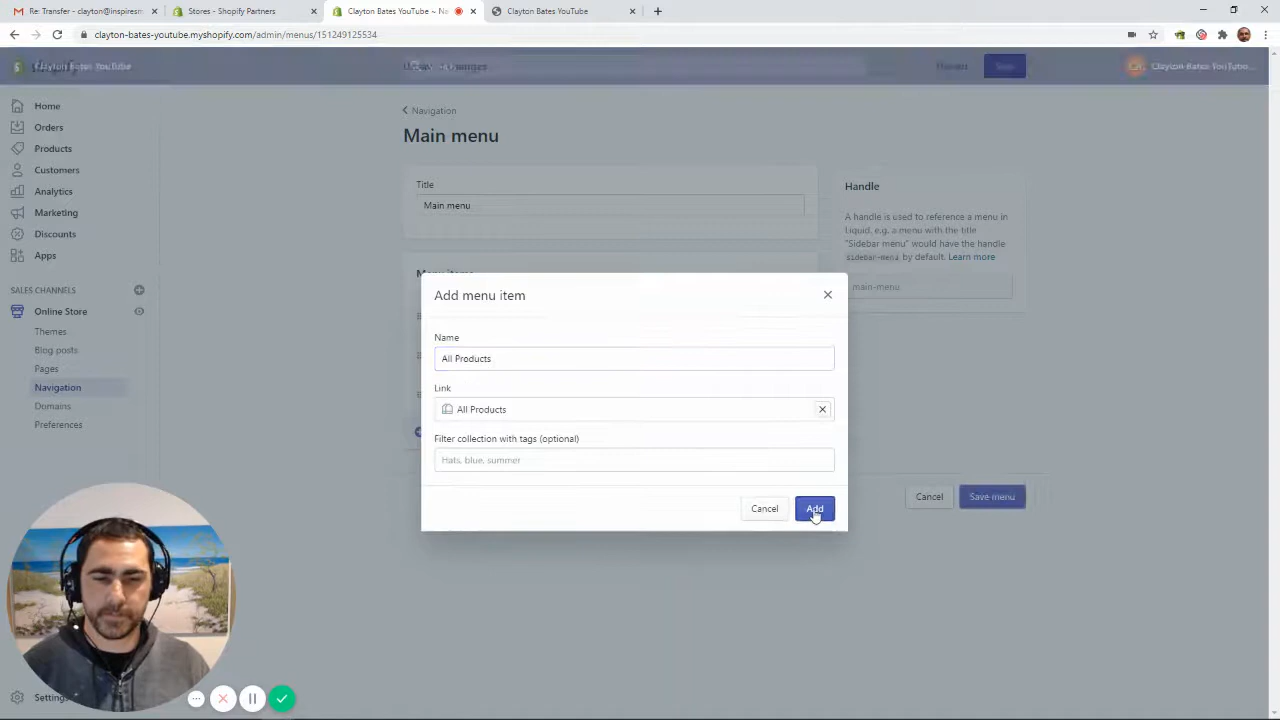 Re: Transfer - clayton@inspiresm
Stores - Shopify Partners
Clayton Bates YouTube ~ Na
Clayton Bates YouTube
clayton-bates-youtube.myshopify.com/admin/menus/151249125534
Clayton Bates YouTube
Clayton Bates YouTube...
Home
Orders
Products
Customers
Analytics
Marketing
Discounts
Apps
SALES CHANNELS
Online Store
Themes
Blog posts
Pages
Navigation
Domains
Preferences
Settings
Navigation
Main menu
Title
Main menu
Menu items
Handle
A handle is used to reference a menu in
liquid, e.g. a menu with the title
"Sidebar menu" would have the handle
sidebar-menu by default. Learn more
main-menu
Add menu item
Name
All Products
Link
All Products
Filter collection with tags (optional)
Hats, blue, summer
Cancel
Add
Cancel
Save menu